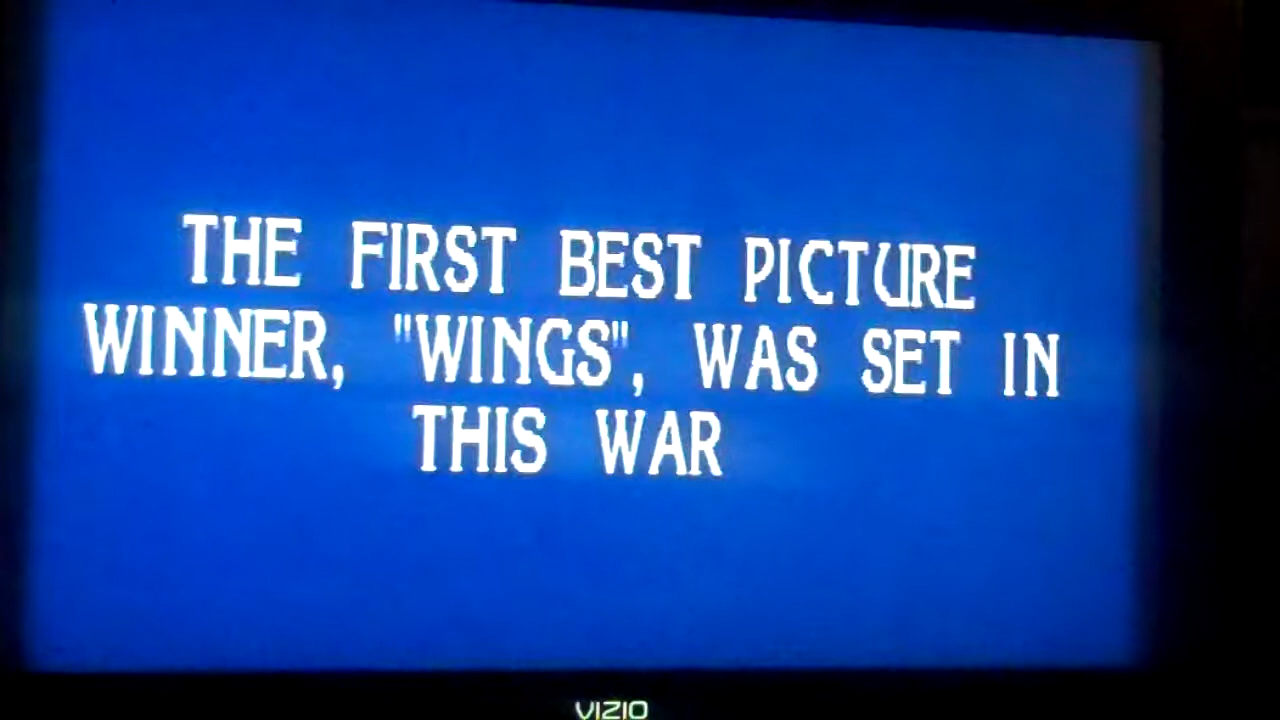 THE FIRST BEST PICTURE
WINNER, "WINGS", WAS SET IN
THIS WAR
VIZIO